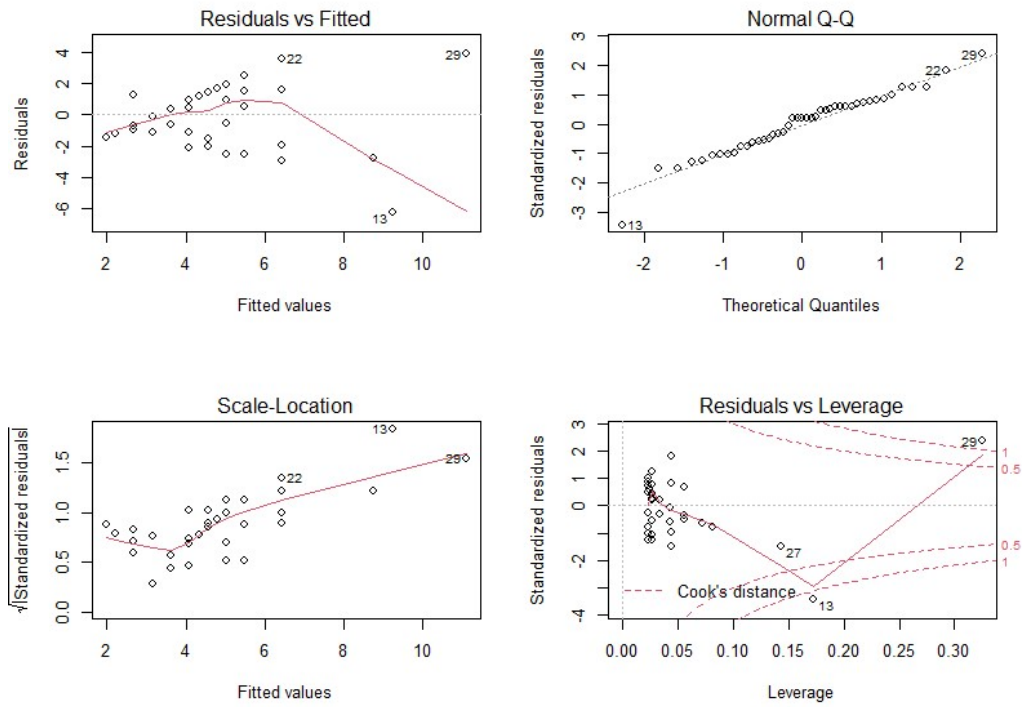 Residuals vs Fitted
Residuals
4
2
0
-2
-4
-6
22
29
13
2 4 6 8 10
Fitted values
Normal Q-Q
Standardized residuals
3
2
1
0
-1
-2
-3
29
22
13
-2 -1 0 1 2
Theoretical Quantiles
Scale-Location
√|Standardized residuals|
1.5
1.0
0.5
0.0
13
29
22
2 4 6 8 10
Fitted values
Residuals vs Leverage
Standardized residuals
3
2
1
0
-2
-4
29
1
0.5
27
0.5
1
Cook's distance
13
0.00 0.05 0.10 0.15 0.20 0.25 0.30
Leverage